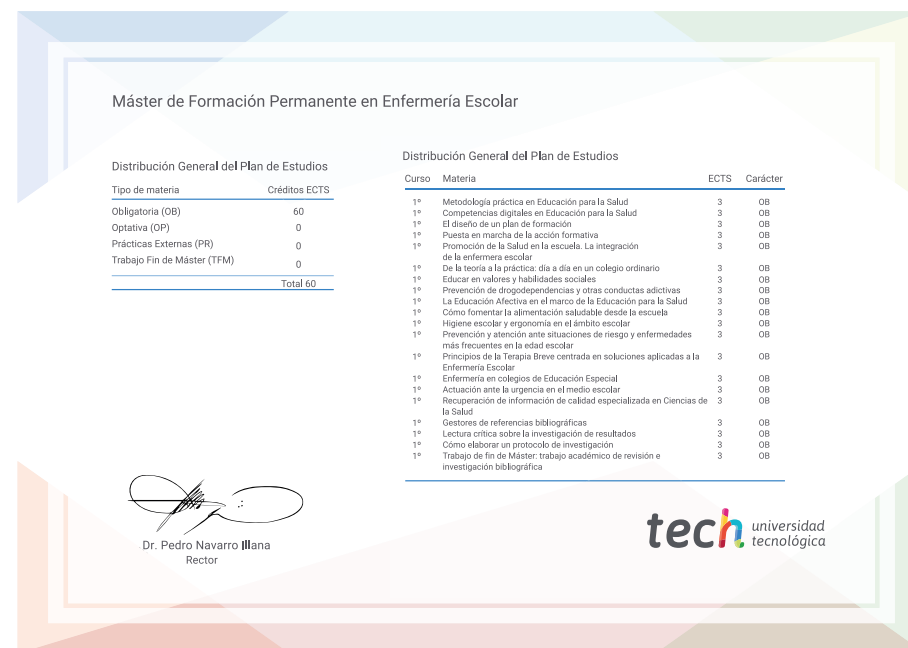 Máster de Formación Permanente en Enfermería Escolar
Distribución General del Plan de Estudios
Tipo de materia Créditos ECTS
Obligatoria (OB) 60
Optativa (OP) 0
Prácticas Externas (PR) 0
Trabajo Fin de Máster (TFM) 0
Total 60
Distribución General del Plan de Estudios
Curso Materia ECTS Carácter
1º Metodología práctica en Educación para la Salud 3 OB
1º Competencias digitales en Educación para la Salud 3 OB
1º El diseño de un plan de formación 3 OB
1º Puesta en marcha de la acción formativa 3 OB
1º Promoción de la Salud en la escuela. La integración 3 OB
de la enfermera escolar
1º De la teoría a la práctica: día a día en un colegio ordinario 3 OB
1º Educar en valores y habilidades sociales 3 OB
1º Prevención de drogodependencias y otras conductas adictivas 3 OB
1º La Educación Afectiva en el marco de la Educación para la Salud 3 OB
1º Cómo fomentar la alimentación saludable desde la escuela 3 OB
1º Higiene escolar y ergonomía en el ámbito escolar 3 OB
1º Prevención y atención ante situaciones de riesgo y enfermedades 3 OB
más frecuentes en la edad escolar
1º Principios de la Terapia Breve centrada en soluciones aplicadas a la 3 OB
Enfermería Escolar
1º Enfermería en colegios de Educación Especial 3 OB
1º Actuación ante la urgencia en el medio escolar 3 OB
1º Recuperación de información de calidad especializada en Ciencias de 3 OB
la Salud
1º Gestores de referencias bibliográficas 3 OB
1º Lectura crítica sobre la investigación de resultados 3 OB
1º Cómo elaborar un protocolo de investigación 3 OB
1º Trabajo de fin de Máster: trabajo académico de revisión e 3 OB
investigación bibliográfica
Dr. Pedro Navarro Illana
Rector
tech universidad
tecnológica